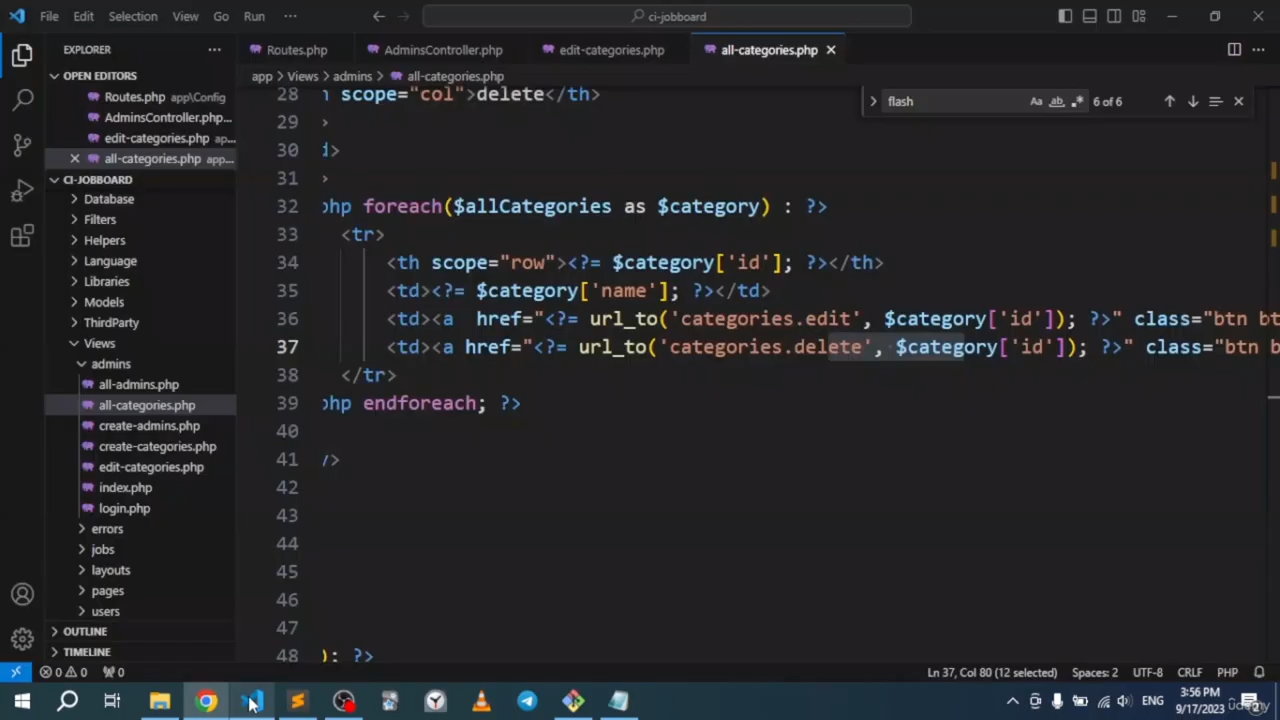 File Edit Selection View Go Run ··· ci-jobboard
EXPLORER ··· Routes.php AdminsController.php edit-categories.php all-categories.php
OPEN EDITORS
Routes.php app\Config
AdminsController.php...
edit-categories.php ap...
all-categories.php app...
CI-JOBBOARD
Database
Filters
Helpers
Language
Libraries
Models
ThirdParty
Views
admins
all-admins.php
all-categories.php
create-admins.php
create-categories.php
edit-categories.php
index.php
login.php
errors
jobs
layouts
pages
users
OUTLINE
TIMELINE
app > Views > admins > all-categories.php
flash Aa ab 6 of 6
28 scope="col">delete</th>
29 >
30 d>
31 >
32 php foreach($allCategories as $category) : ?>
33 <tr>
34 <th scope="row"><?= $category['id']; ?></th>
35 <td><?= $category['name']; ?></td>
36 <td><a  href="<?= url_to('categories.edit', $category['id']); ?>" class="btn b
37 <td><a href="<?= url_to('categories.delete', $category['id']); ?>" class="btn b
38 </tr>
39 php endforeach; ?>
40
41 />
42
43
44
45
46
47
48 ); ?>
0 0 0 Ln 37, Col 80 (12 selected) Spaces: 2 UTF-8 CRLF PHP
ENG 3:56 PM
9/17/2023
udemy